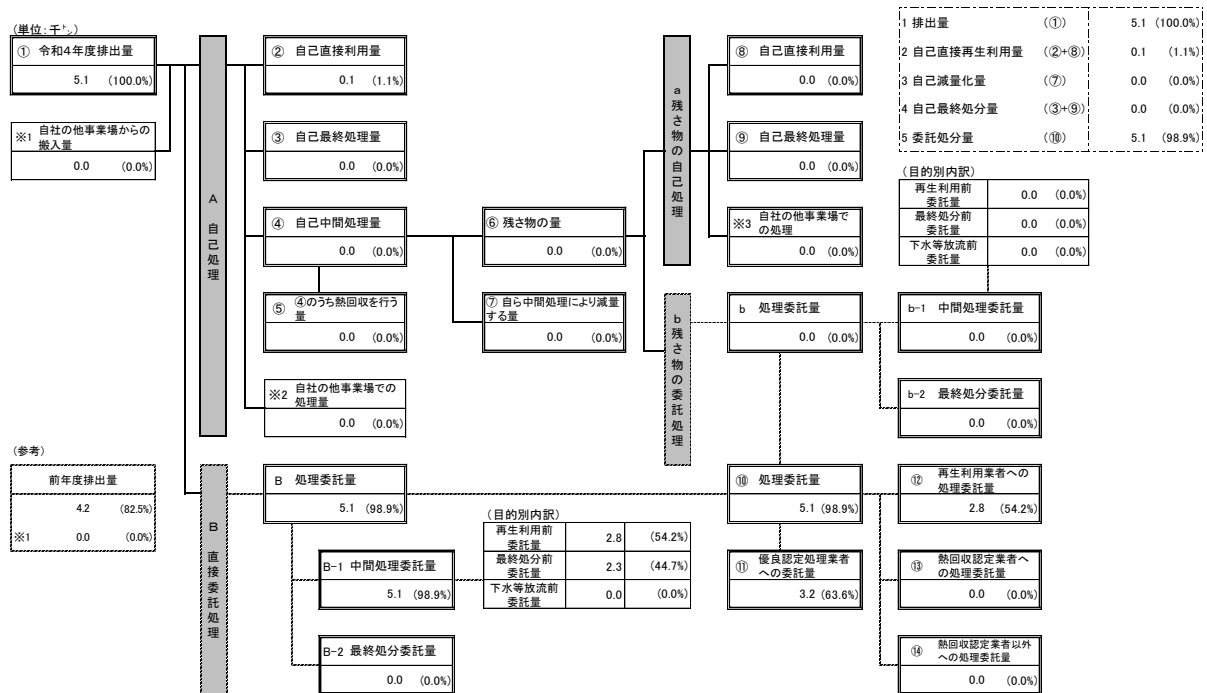 (単位:千㌧)
① 令和4年度排出量
5.1 (100.0%)
※1 自社の他事業場からの
搬入量
0.0 (0.0%)
A 自己処理
② 自己直接利用量
0.1 (1.1%)
③ 自己最終処理量
0.0 (0.0%)
④ 自己中間処理量
0.0 (0.0%)
⑤ ④のうち熱回収を行う
量
0.0 (0.0%)
※2 自社の他事業場での
処理量
0.0 (0.0%)
⑥ 残さ物の量
0.0 (0.0%)
⑦ 自ら中間処理により減量
する量
0.0 (0.0%)
a 残さ物の自己処理
⑧ 自己直接利用量
0.0 (0.0%)
⑨ 自己最終処理量
0.0 (0.0%)
※3 自社の他事業場で
の処理
0.0 (0.0%)
b 残さ物の委託処理
b 処理委託量
0.0 (0.0%)
1 排出量 (①) 5.1 (100.0%)
2 自己直接再生利用量 (②+⑧) 0.1 (1.1%)
3 自己減量化量 (⑦) 0.0 (0.0%)
4 自己最終処分量 (③+⑨) 0.0 (0.0%)
5 委託処分量 (⑩) 5.1 (98.9%)
(目的別内訳)
再生利用前
委託量 0.0 (0.0%)
最終処分前
委託量 0.0 (0.0%)
下水等放流前
委託量 0.0 (0.0%)
b-1 中間処理委託量
0.0 (0.0%)
b-2 最終処分委託量
0.0 (0.0%)
(参考)
前年度排出量
4.2 (82.5%)
※1 0.0 (0.0%)
B 直接委託処理
B 処理委託量
5.1 (98.9%)
B-1 中間処理委託量
5.1 (98.9%)
B-2 最終処分委託量
0.0 (0.0%)
(目的別内訳)
再生利用前
委託量 2.8 (54.2%)
最終処分前
委託量 2.3 (44.7%)
下水等放流前
委託量 0.0 (0.0%)
⑩ 処理委託量
5.1 (98.9%)
⑪ 優良認定処理業者
への委託量
3.2 (63.6%)
⑫ 再生利用業者への
処理委託量
2.8 (54.2%)
⑬ 熱回収認定業者へ
の処理委託量
0.0 (0.0%)
⑭ 熱回収認定業者以外
への処理委託量
0.0 (0.0%)